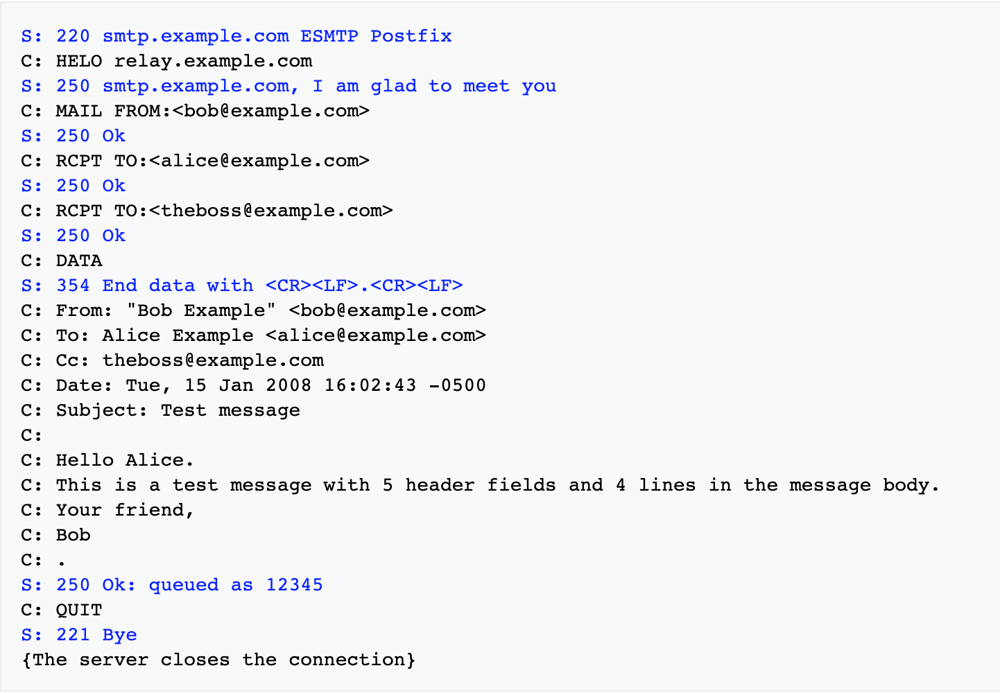 S: 220 smtp.example.com ESMTP Postfix
C: HELO relay.example.com
S: 250 smtp.example.com, I am glad to meet you
C: MAIL FROM:<bob@example.com>
S: 250 Ok
C: RCPT TO:<alice@example.com>
S: 250 Ok
C: RCPT TO:<theboss@example.com>
S: 250 Ok
C: DATA
S: 354 End data with <CR><LF>.<CR><LF>
C: From: "Bob Example" <bob@example.com>
C: To: Alice Example <alice@example.com>
C: Cc: theboss@example.com
C: Date: Tue, 15 Jan 2008 16:02:43 -0500
C: Subject: Test message
C:
C: Hello Alice.
C: This is a test message with 5 header fields and 4 lines in the message body.
C: Your friend,
C: Bob
C: .
S: 250 Ok: queued as 12345
C: QUIT
S: 221 Bye
{The server closes the connection}